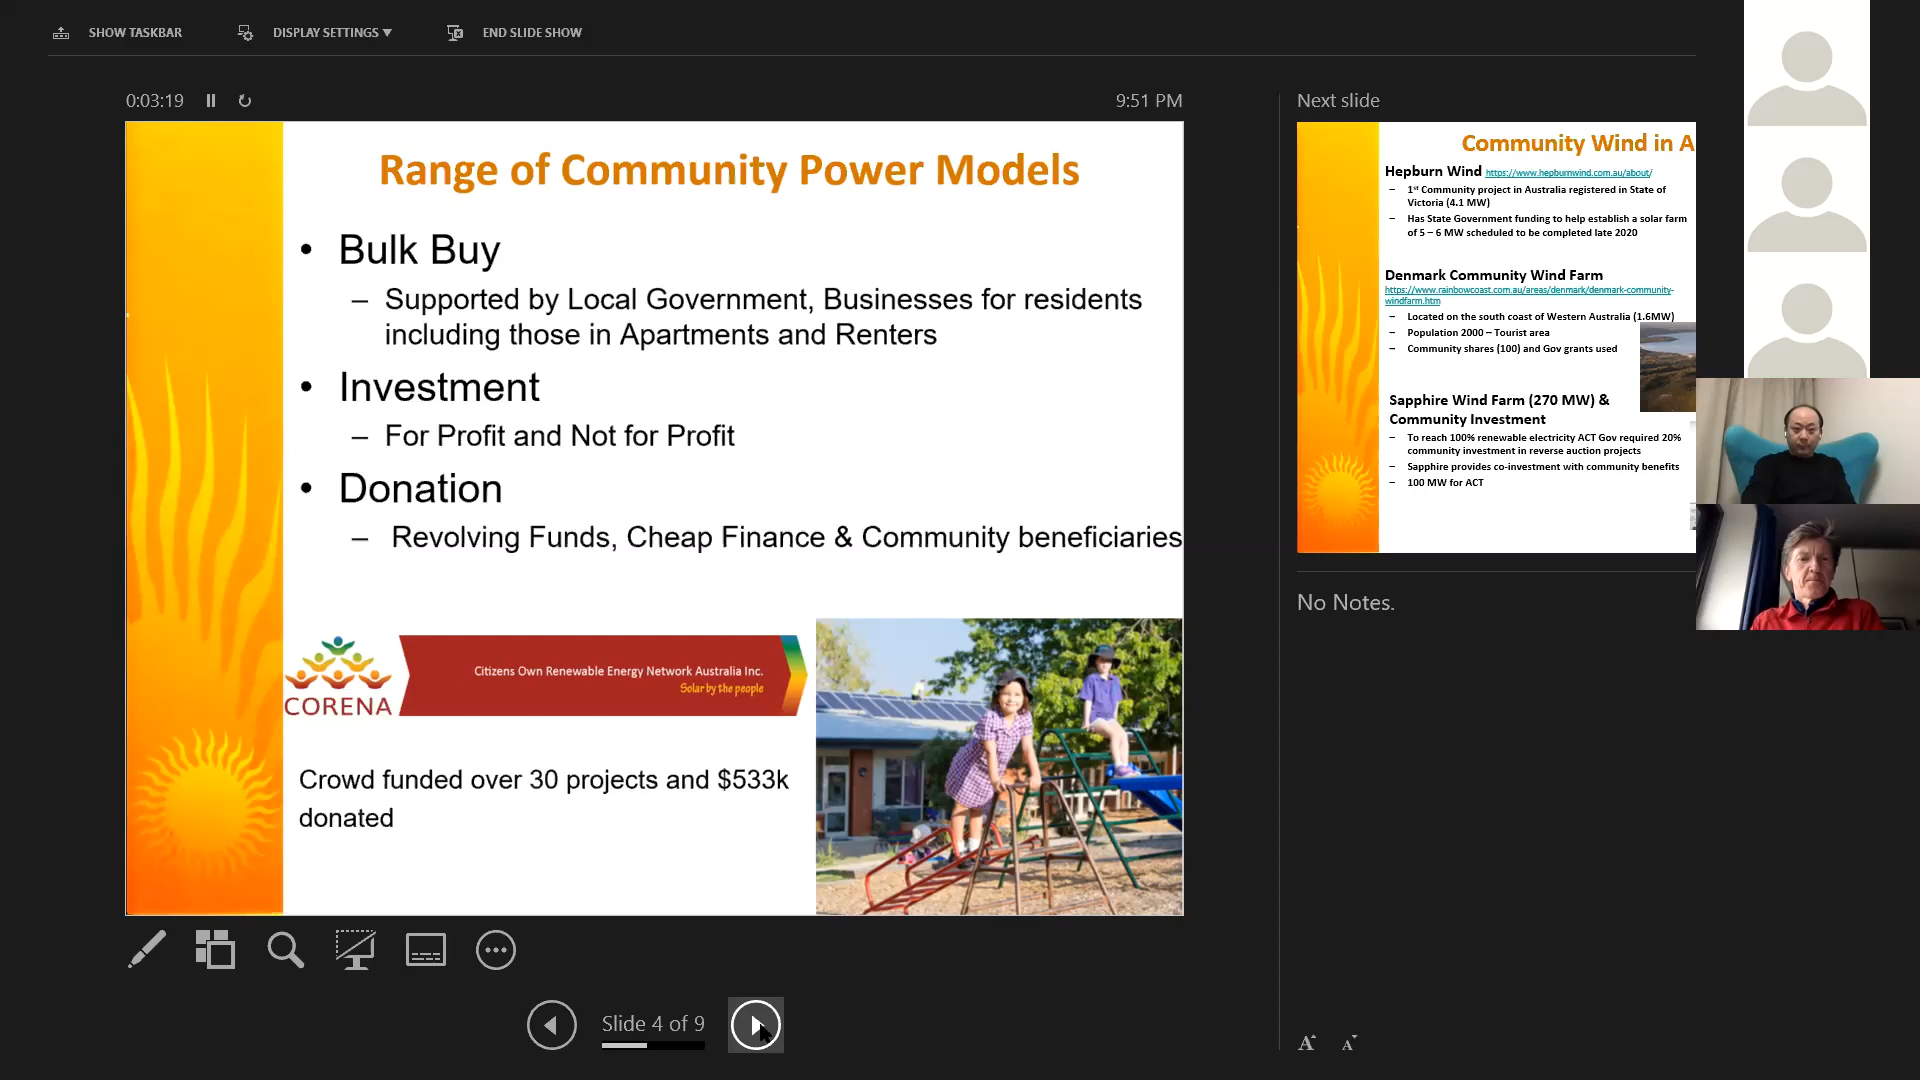 SHOW TASKBAR
DISPLAY SETTINGS ▼
END SLIDE SHOW
0:03:19
9:51 PM
Range of Community Power Models
• Bulk Buy
– Supported by Local Government, Businesses for residents
including those in Apartments and Renters
• Investment
– For Profit and Not for Profit
• Donation
– Revolving Funds, Cheap Finance & Community beneficiaries
CORENA
Citizens Own Renewable Energy Network Australia Inc.
Solar by the people
Crowd funded over 30 projects and $533k
donated
Slide 4 of 9
Next slide
Community Wind in A
Hepburn Wind https://www.hepburnwind.com.au/about/
– 1st Community project in Australia registered in State of
Victoria (4.1 MW)
– Has State Government funding to help establish a solar farm
of 5 – 6 MW scheduled to be completed late 2020
Denmark Community Wind Farm
https://www.rainbowcoast.com.au/areas/denmark/denmark-community-
windfarm.htm
– Located on the south coast of Western Australia (1.6MW)
– Population 2000 – Tourist area
– Community shares (100) and Gov grants used
Sapphire Wind Farm (270 MW) &
Community Investment
– To reach 100% renewable electricity ACT Gov required 20%
community investment in reverse auction projects
– Sapphire provides co-investment with community benefits
– 100 MW for ACT
No Notes.
A A